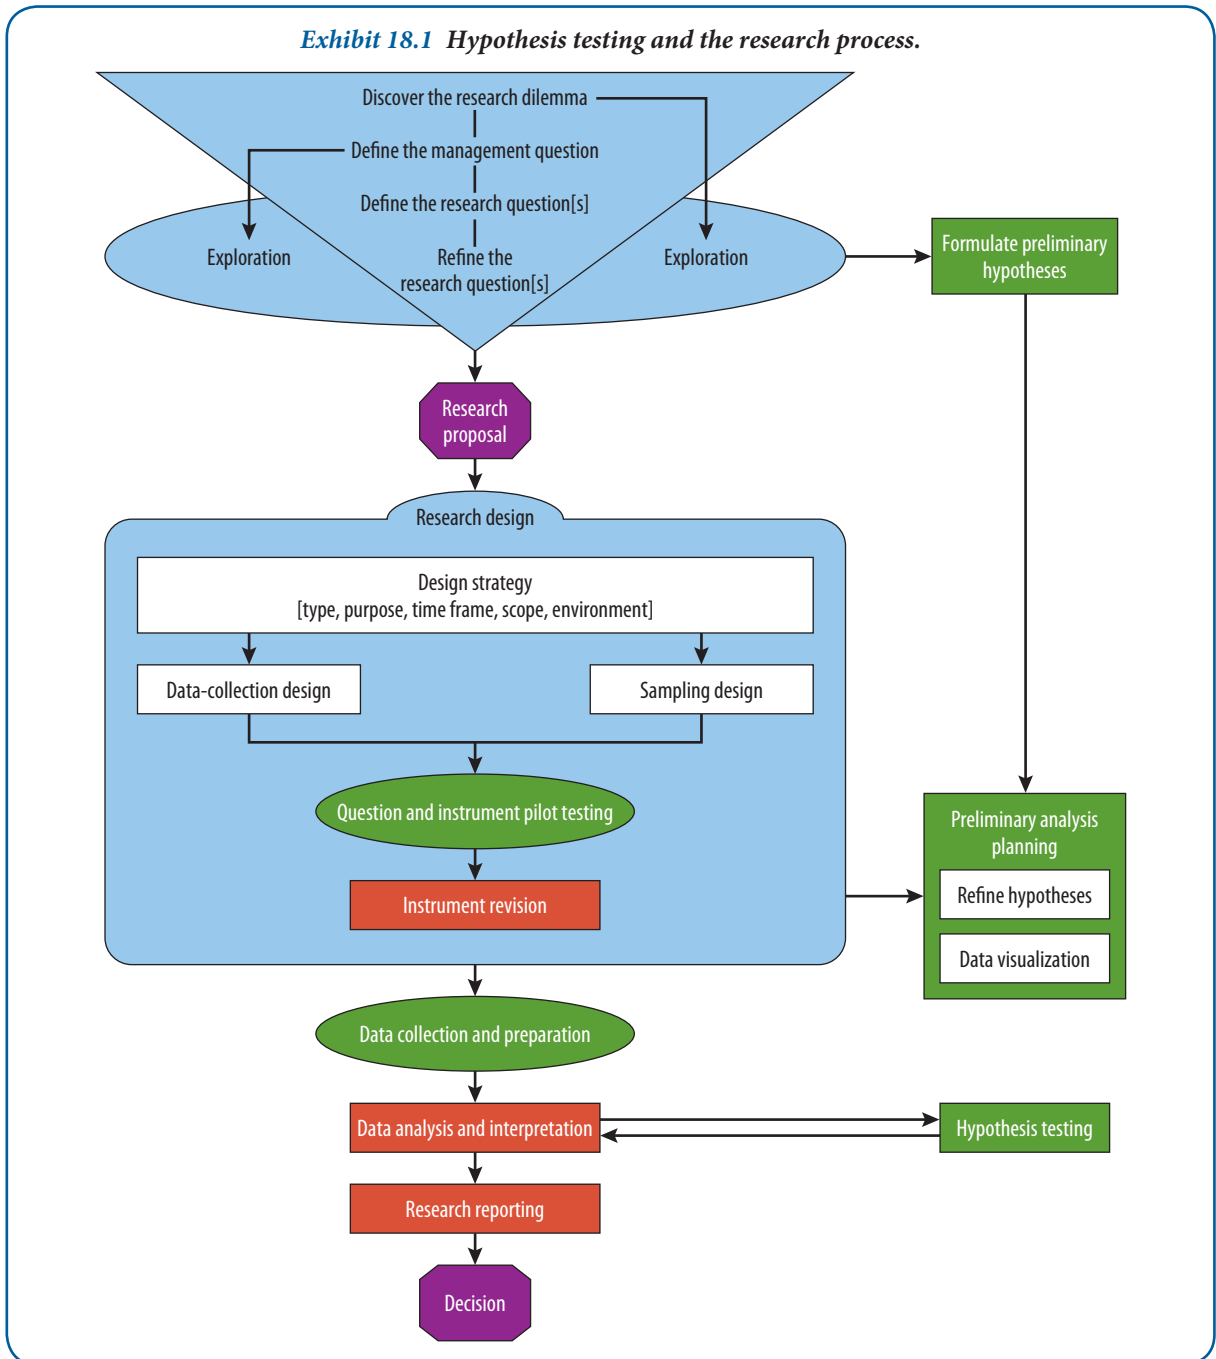 Exhibit 18.1 Hypothesis testing and the research process.
Discover the research dilemma
Define the management question
Define the research question[s]
Exploration
Refine the
research question[s]
Exploration
Formulate preliminary
hypotheses
Research
proposal
Research design
Design strategy
[type, purpose, time frame, scope, environment]
Data-collection design
Sampling design
Question and instrument pilot testing
Instrument revision
Preliminary analysis
planning
Refine hypotheses
Data visualization
Data collection and preparation
Data analysis and interpretation
Hypothesis testing
Research reporting
Decision